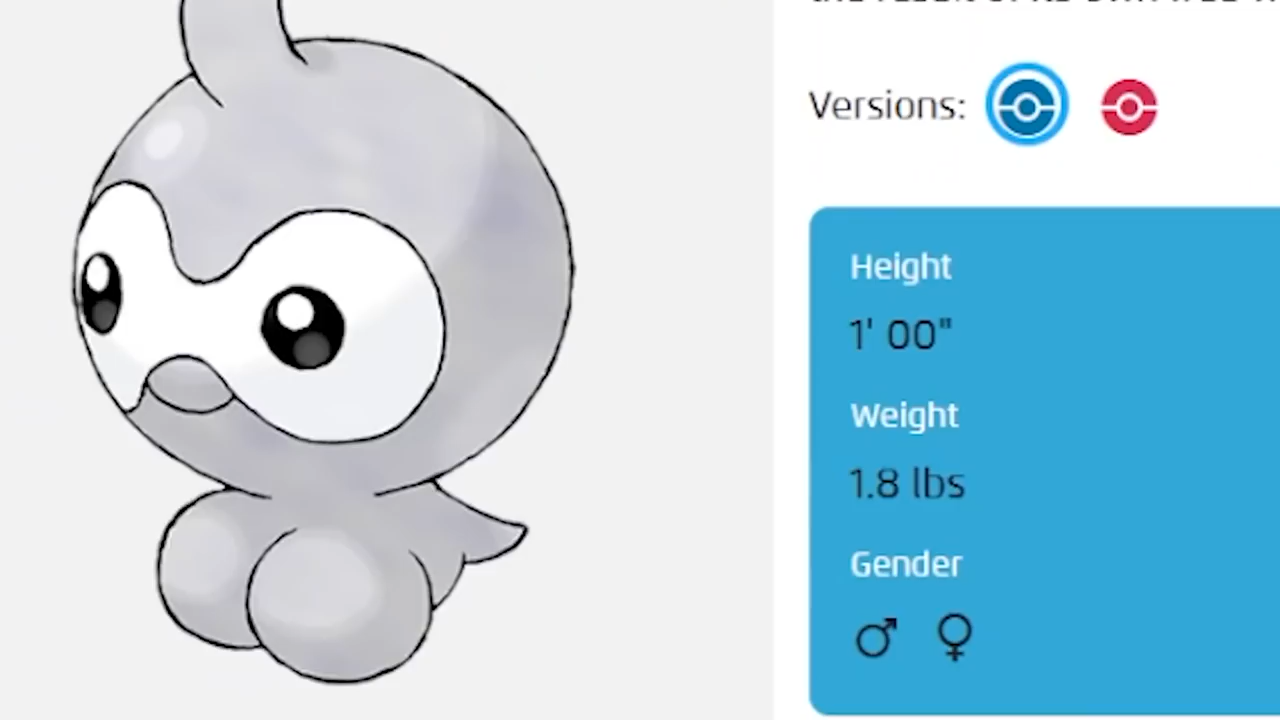 Versions:
Height
1' 00"
Weight
1.8 lbs
Gender
♂ ♀